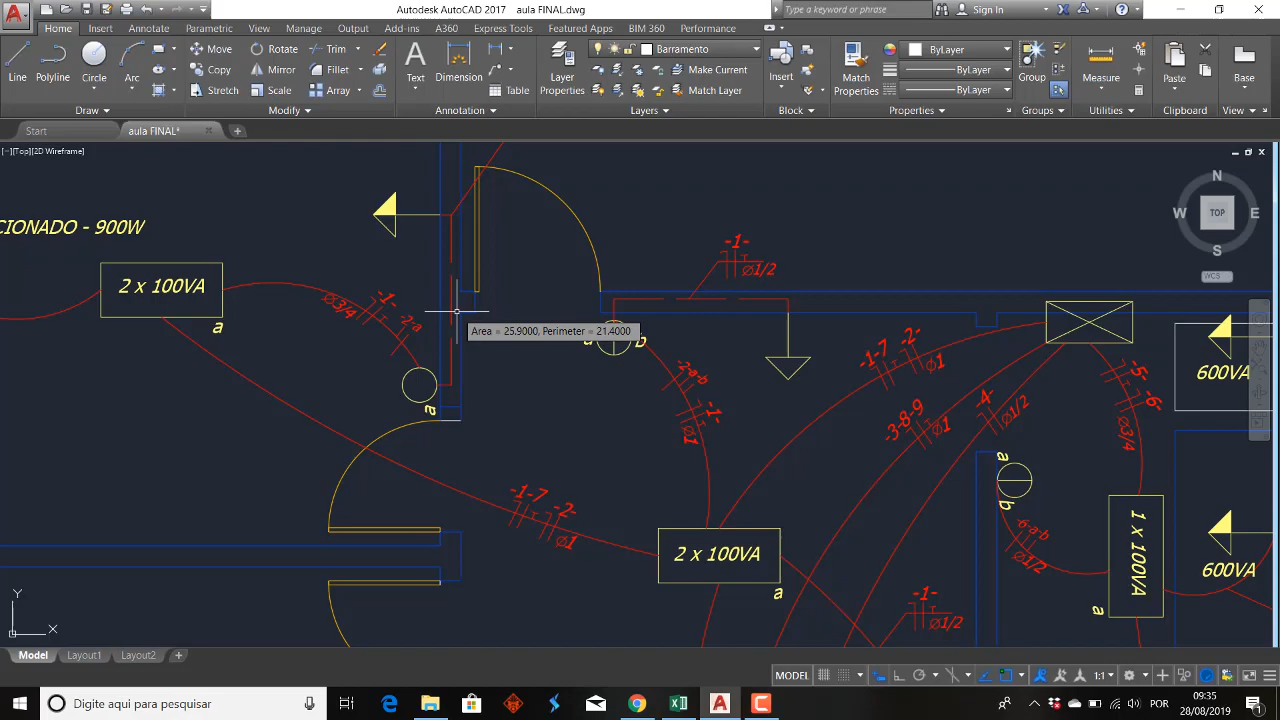 Autodesk AutoCAD 2017 aula FINAL.dwg
Type a keyword or phrase
Sign In
Home Insert Annotate Parametric View Manage Output Add-ins A360 Express Tools Featured Apps BIM 360 Performance
Line
Polyline
Circle
Arc
Move
Copy
Stretch
Rotate
Mirror
Scale
Trim
Fillet
Array
Text
Dimension
Table
Layer
Properties
Barramento
Make Current
Match Layer
Insert
Match
Properties
ByLayer
ByLayer
ByLayer
Group
Measure
Paste
Base
Draw
Modify
Annotation
Layers
Block
Properties
Groups
Utilities
Clipboard
View
Start
aula FINAL*
[−][Top][2D Wireframe]
N
W TOP E
S
WCS
CIONADO - 900W
2 x 100VA
a
Ø3/4
-1-
-2-a
a
Area = 25.9000, Perimeter = 21.4000
a
b
-1-
Ø1/2
-2-a-b
-1-
Ø1
-1-7
-2-
Ø1
-3-8-9
Ø1
-4-
Ø1/2
-5-
-6-
Ø3/4
600VA
a
b
6-a-b
Ø1/2
1 x 100VA
a
600VA
-1-7
-2-
Ø1
2 x 100VA
a
-1-
Ø1/2
Y
X
Model Layout1 Layout2
MODEL
1:1
Digite aqui para pesquisar
POR
09:35
28/08/2019